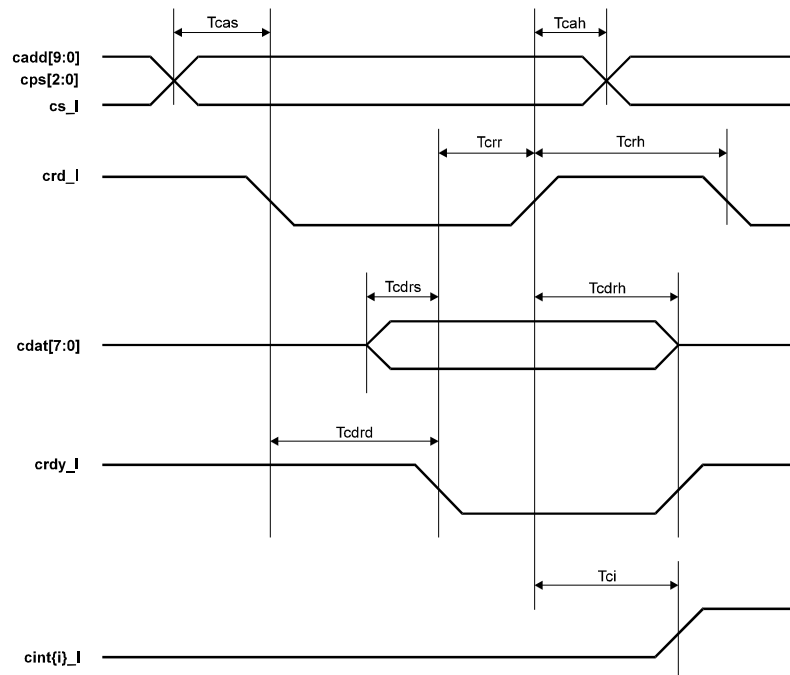 Tcas
Tcah
cadd[9:0]
cps[2:0]
cs_l
Tcrr
Tcrh
crd_l
Tcdrs
Tcdrh
cdat[7:0]
Tcdrd
crdy_l
Tci
cint{i}_l